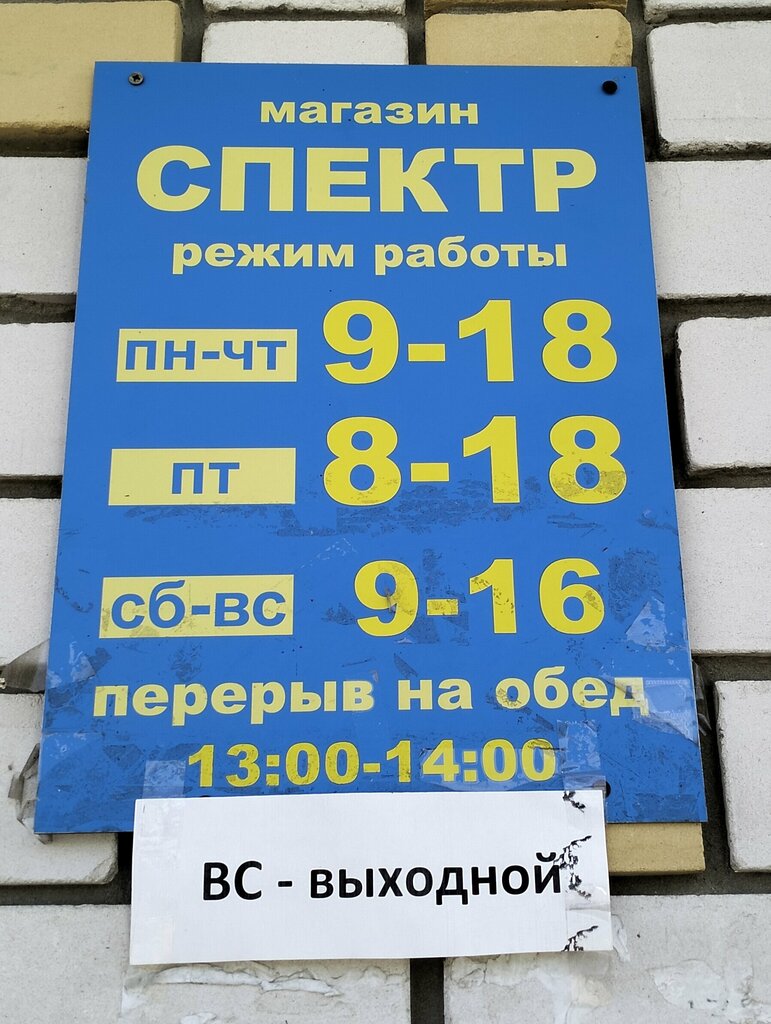 магазин
СПЕКТР
режим работы
пн-чт 9-18
пт 8-18
сб-вс 9-16
перерыв на обед
13:00-14:00
ВС - выходной